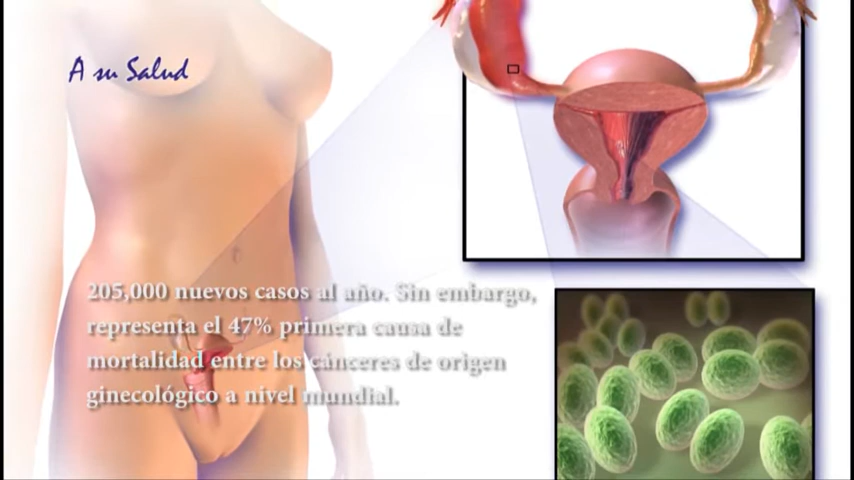 A su Salud
205,000 nuevos casos al año. Sin embargo,
representa el 47% primera causa de
mortalidad entre los cánceres de origen
ginecológico a nivel mundial.